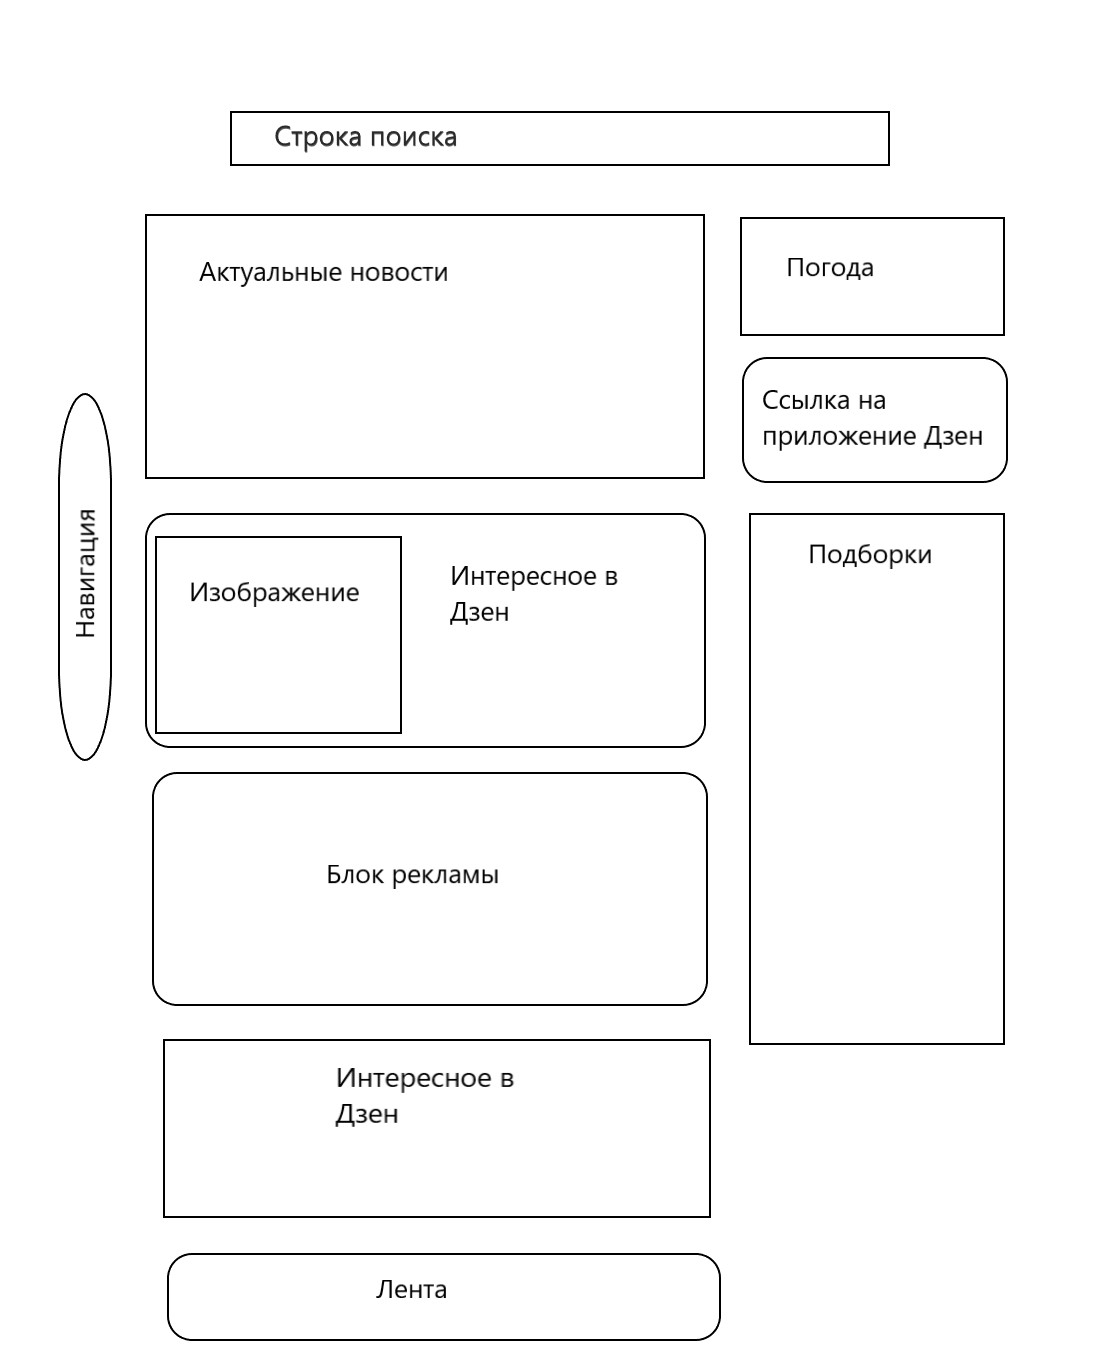 Строка поиска
Актуальные новости
Погода
Ссылка на
приложение Дзен
Навигация
Изображение
Интересное в
Дзен
Подборки
Блок рекламы
Интересное в
Дзен
Лента